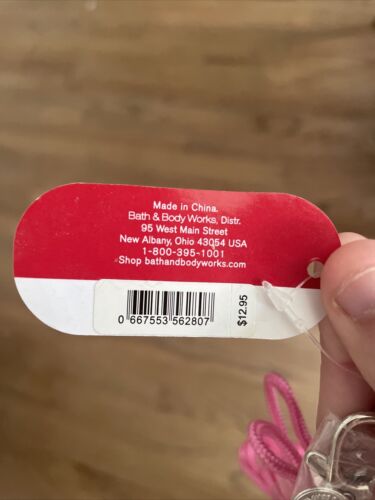 Made in China.
Bath & Body Works, Distr.
95 West Main Street
New Albany, Ohio 43054 USA
1-800-395-1001
Shop bathandbodyworks.com
0 667553 562807
$12.95